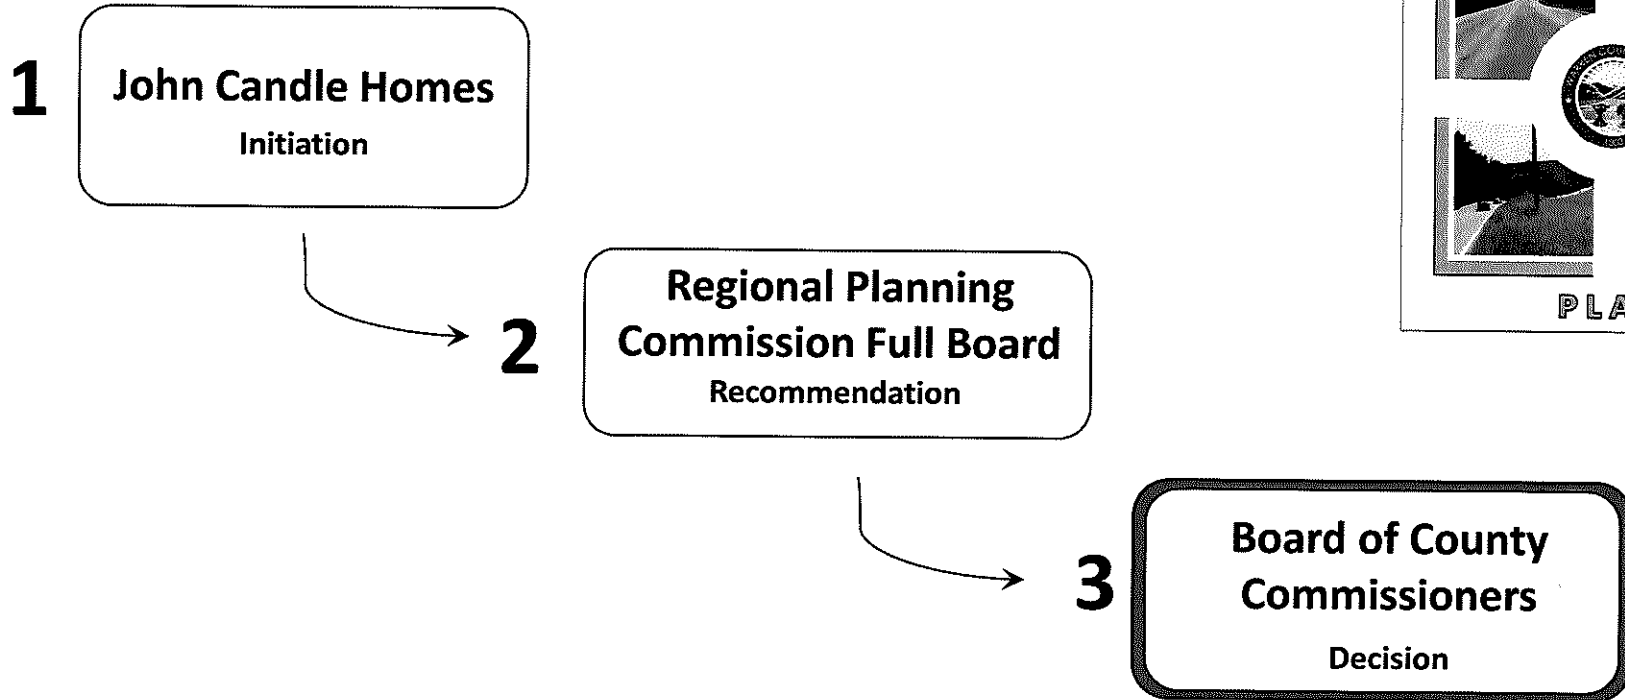 1
John Candle Homes
Initiation
2
Regional Planning
Commission Full Board
Recommendation
3
Board of County
Commissioners
Decision
PLA